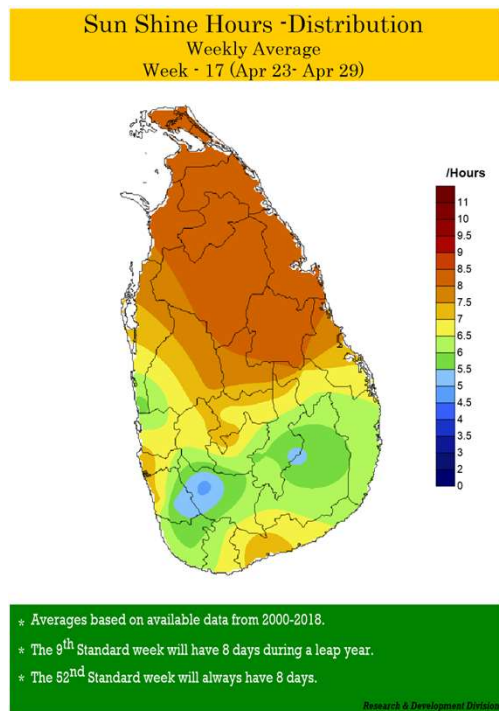 Sun Shine Hours -Distribution
Weekly Average
Week - 17 (Apr 23- Apr 29)
/Hours
11
10
9.5
9
8.5
8
7.5
7
6.5
6
5.5
5
4.5
4
3.5
3
2
0
* Averages based on available data from 2000-2018.
* The 9th Standard week will have 8 days during a leap year.
* The 52nd Standard week will always have 8 days.
Research & Development Division